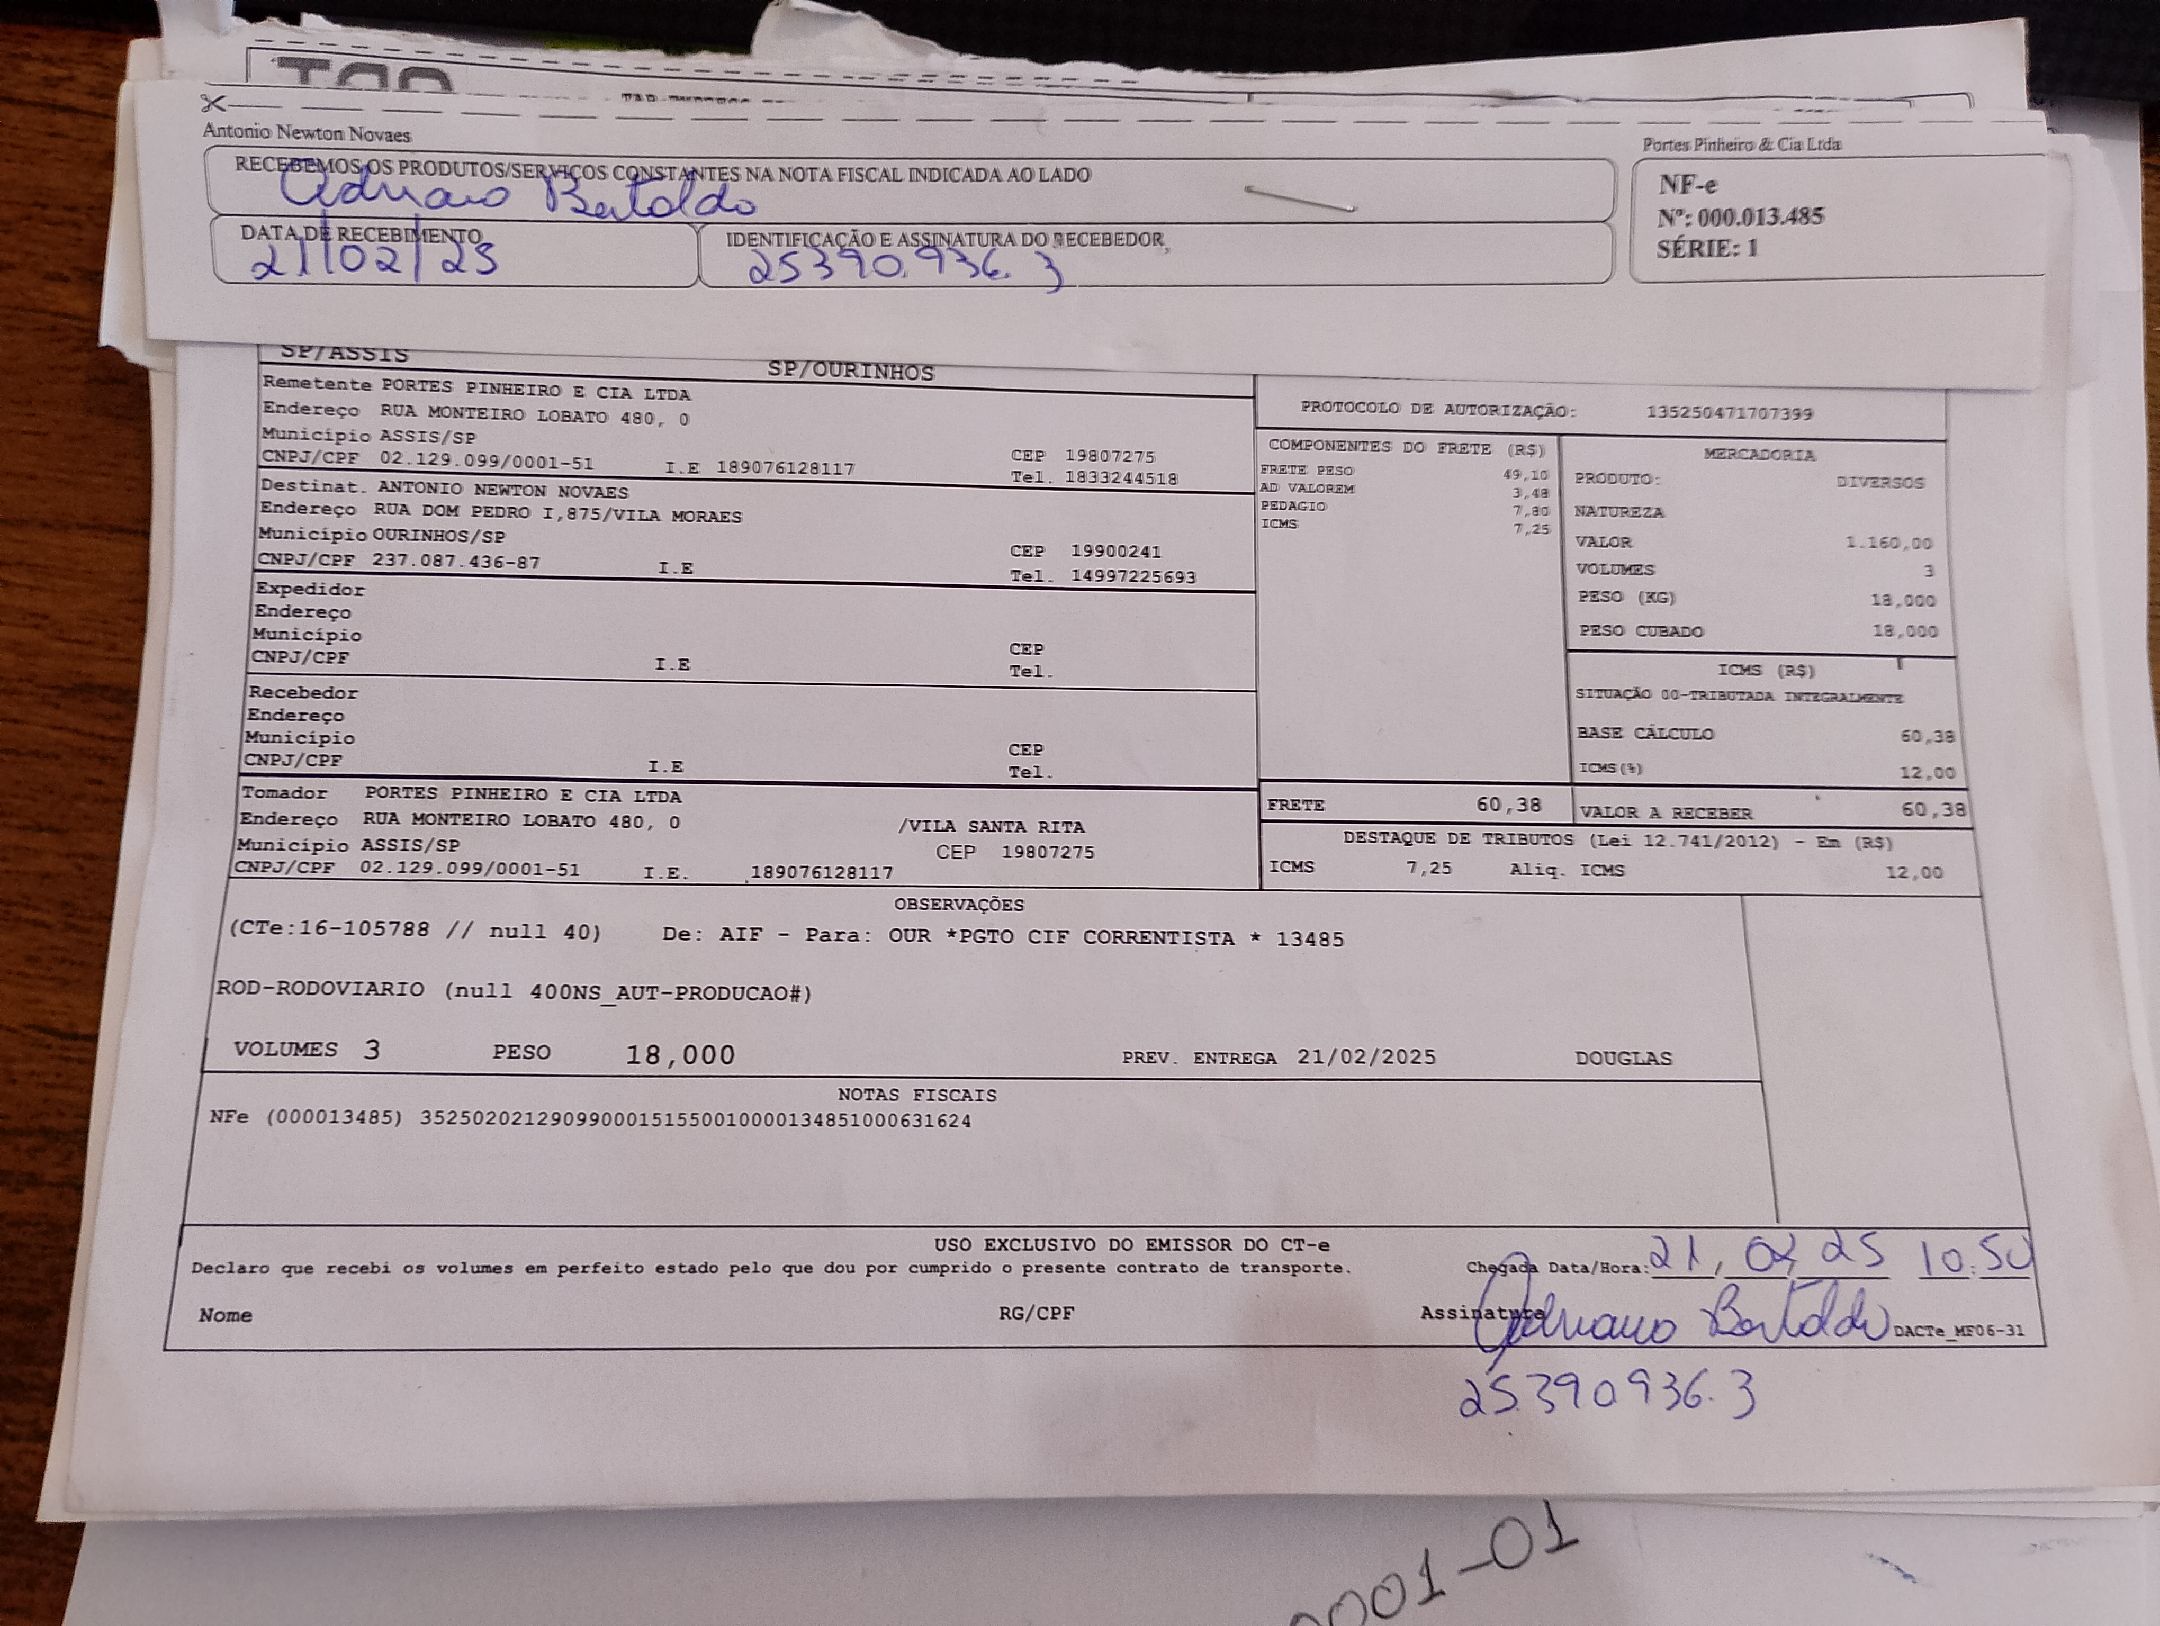 Antonio Newton Novaes
Portes Pinheiro & Cia Ltda
RECEBEMOS OS PRODUTOS/SERVIÇOS CONSTANTES NA NOTA FISCAL INDICADA AO LADO
Adriano Bertoldo
NF-e
Nº: 000.013.485
SÉRIE: 1
DATA DE RECEBIMENTO
21/02/25
IDENTIFICAÇÃO E ASSINATURA DO RECEBEDOR
25390.936.3
SP/ASSIS SP/OURINHOS
Remetente PORTES PINHEIRO E CIA LTDA
Endereço RUA MONTEIRO LOBATO 480, 0
Município ASSIS/SP CEP 19807275
CNPJ/CPF 02.129.099/0001-51 I.E 189076128117 Tel. 1833244518
Destinat. ANTONIO NEWTON NOVAES
Endereço RUA DOM PEDRO I,875/VILA MORAES
Município OURINHOS/SP CEP 19900241
CNPJ/CPF 237.087.436-87 I.E Tel. 14997225693
Expedidor
Endereço
Município CEP
CNPJ/CPF I.E Tel.
Recebedor
Endereço
Município CEP
CNPJ/CPF I.E Tel.
Tomador PORTES PINHEIRO E CIA LTDA
Endereço RUA MONTEIRO LOBATO 480, 0 /VILA SANTA RITA
Município ASSIS/SP CEP 19807275
CNPJ/CPF 02.129.099/0001-51 I.E. 189076128117
PROTOCOLO DE AUTORIZAÇÃO: 135250471707399
COMPONENTES DO FRETE (R$)
FRETE PESO 49,10
AD VALOREM 3,48
PEDAGIO 7,80
ICMS 7,25
MERCADORIA
PRODUTO: DIVERSOS
NATUREZA
VALOR 1.160,00
VOLUMES 3
PESO (KG) 18,000
PESO CUBADO 18,000
ICMS (R$)
SITUAÇÃO 00-TRIBUTADA INTEGRALMENTE
BASE CÁLCULO 60,38
ICMS(%) 12,00
FRETE 60,38 VALOR A RECEBER 60,38
DESTAQUE DE TRIBUTOS (Lei 12.741/2012) - Em (R$)
ICMS 7,25 Aliq. ICMS 12,00
OBSERVAÇÕES
(CTe:16-105788 // null 40) De: AIF - Para: OUR *PGTO CIF CORRENTISTA * 13485
ROD-RODOVIARIO (null 400NS_AUT-PRODUCAO#)
VOLUMES 3 PESO 18,000 PREV. ENTREGA 21/02/2025 DOUGLAS
NOTAS FISCAIS
NFe (000013485) 35250202129099000151550010000134851000631624
USO EXCLUSIVO DO EMISSOR DO CT-e
Declaro que recebi os volumes em perfeito estado pelo que dou por cumprido o presente contrato de transporte. Chegada Data/Hora: 21, 02, 25 10:50
Nome RG/CPF Assinatura Adriano Bertoldo DACTe_MF06-31
25.390.936.3
0001-01